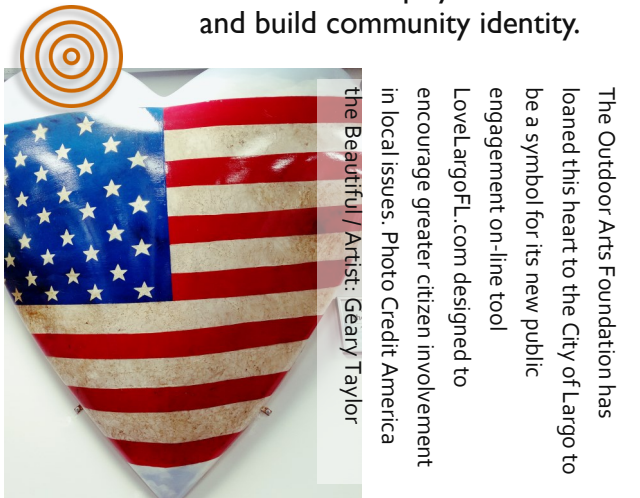 and build community identity.
The Outdoor Arts Foundation has
loaned this heart to the City of Largo to
be a symbol for its new public
engagement on-line tool
LoveLargoFL.com designed to
encourage greater citizen involvement
in local issues. Photo Credit America
the Beautiful / Artist: Geary Taylor